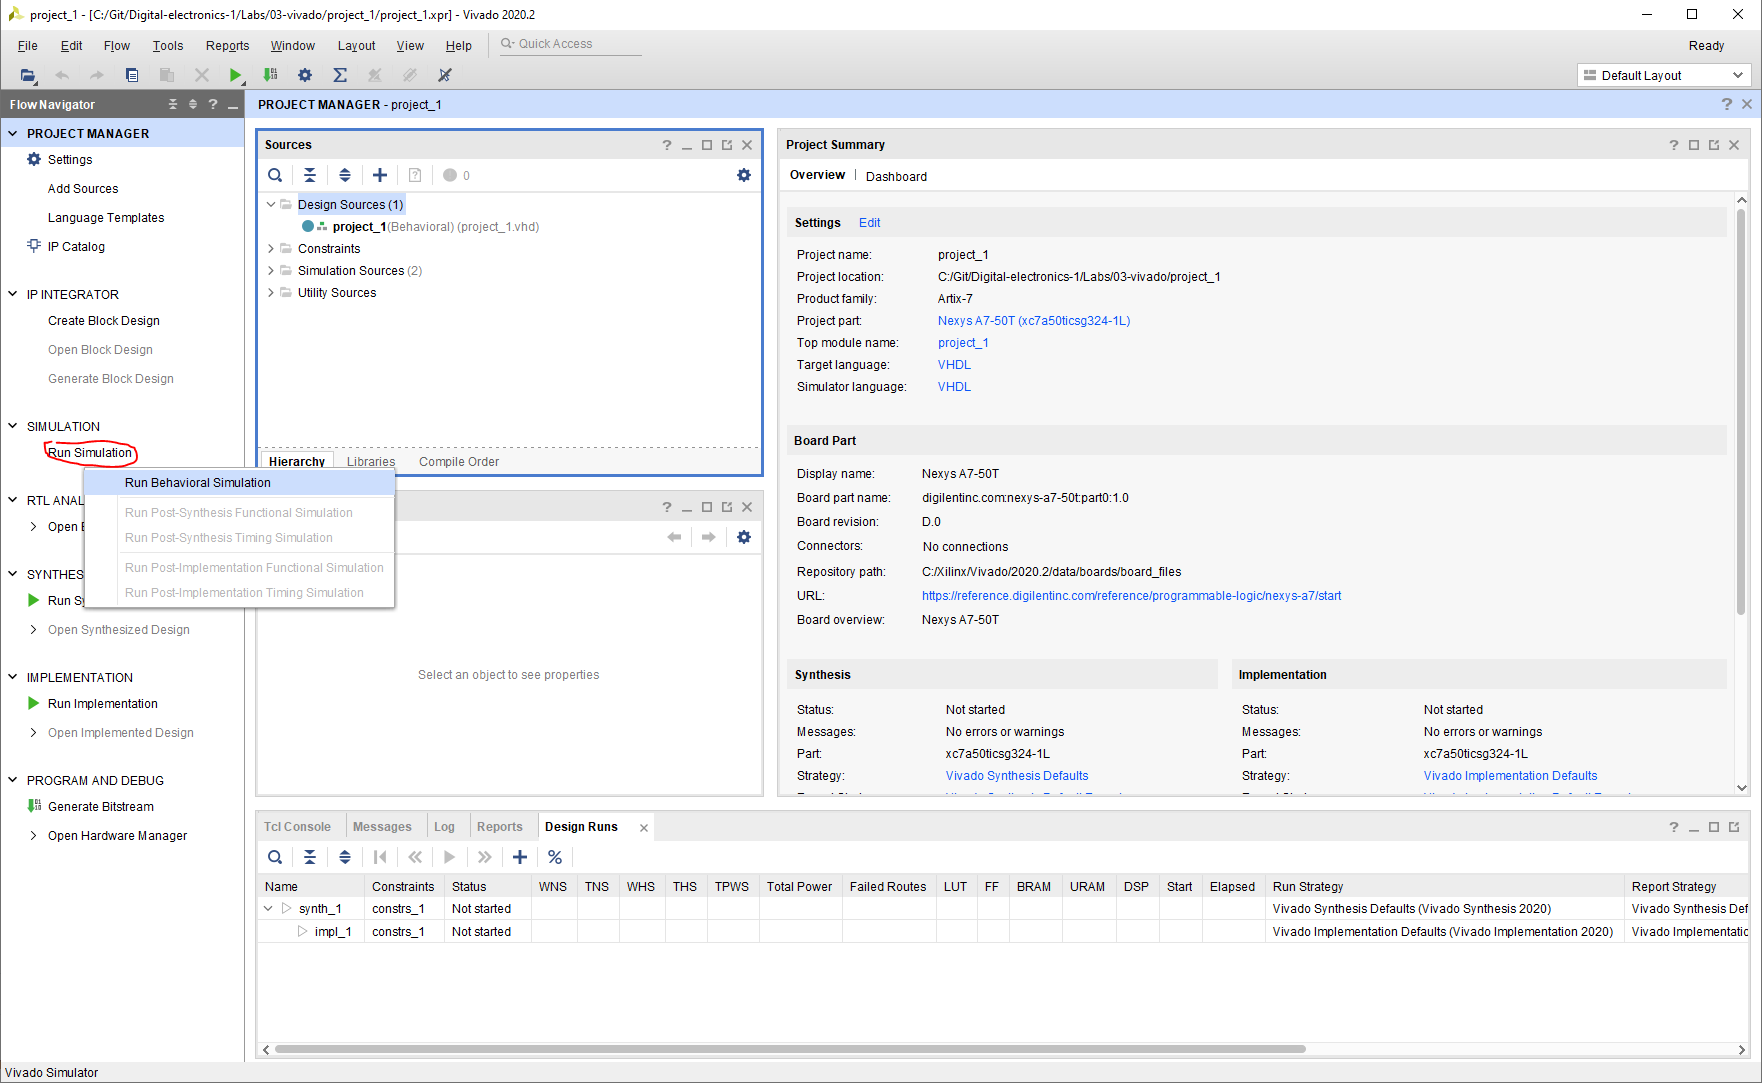 project_1 - [C:/Git/Digital-electronics-1/Labs/03-vivado/project_1/project_1.xpr] - Vivado 2020.2
File Edit Flow Tools Reports Window Layout View Help Quick Access Ready
Default Layout
Flow Navigator
PROJECT MANAGER
Settings
Add Sources
Language Templates
IP Catalog
IP INTEGRATOR
Create Block Design
Open Block Design
Generate Block Design
SIMULATION
Run Simulation
Run Behavioral Simulation
Run Post-Synthesis Functional Simulation
Run Post-Synthesis Timing Simulation
Run Post-Implementation Functional Simulation
Run Post-Implementation Timing Simulation
RTL ANAL
Open E
SYNTHES
Run Sy
Open Synthesized Design
IMPLEMENTATION
Run Implementation
Open Implemented Design
PROGRAM AND DEBUG
Generate Bitstream
Open Hardware Manager
PROJECT MANAGER - project_1
Sources
0
Design Sources (1)
project_1(Behavioral) (project_1.vhd)
Constraints
Simulation Sources (2)
Utility Sources
Hierarchy Libraries Compile Order
Select an object to see properties
Project Summary
Overview Dashboard
Settings Edit
Project name: project_1
Project location: C:/Git/Digital-electronics-1/Labs/03-vivado/project_1
Product family: Artix-7
Project part: Nexys A7-50T (xc7a50ticsg324-1L)
Top module name: project_1
Target language: VHDL
Simulator language: VHDL
Board Part
Display name: Nexys A7-50T
Board part name: digilentinc.com:nexys-a7-50t:part0:1.0
Board revision: D.0
Connectors: No connections
Repository path: C:/Xilinx/Vivado/2020.2/data/boards/board_files
URL: https://reference.digilentinc.com/reference/programmable-logic/nexys-a7/start
Board overview: Nexys A7-50T
Synthesis
Status: Not started
Messages: No errors or warnings
Part: xc7a50ticsg324-1L
Strategy: Vivado Synthesis Defaults
Implementation
Status: Not started
Messages: No errors or warnings
Part: xc7a50ticsg324-1L
Strategy: Vivado Implementation Defaults
Tcl Console Messages Log Reports Design Runs
Name Constraints Status WNS TNS WHS THS TPWS Total Power Failed Routes LUT FF BRAM URAM DSP Start Elapsed Run Strategy Report Strategy
synth_1 constrs_1 Not started Vivado Synthesis Defaults (Vivado Synthesis 2020) Vivado Synthesis Def
impl_1 constrs_1 Not started Vivado Implementation Defaults (Vivado Implementation 2020) Vivado Implementatic
Vivado Simulator